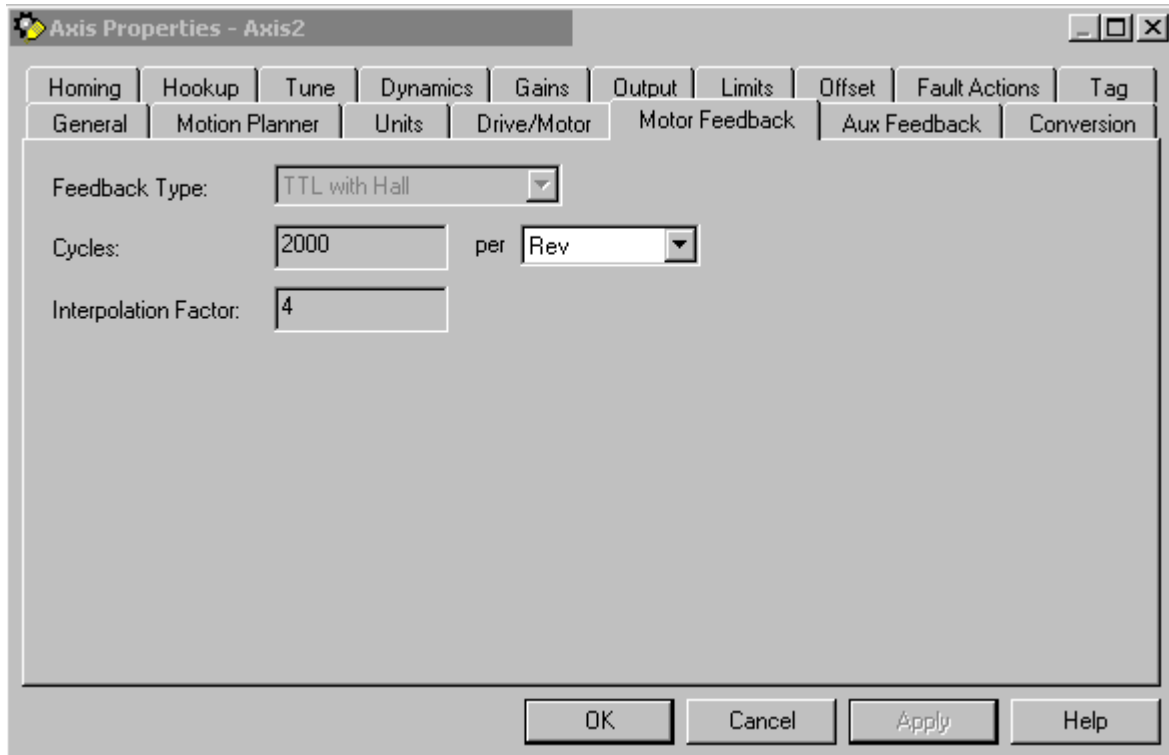 Axis Properties - Axis2
Homing Hookup Tune Dynamics Gains Output Limits Offset Fault Actions Tag
General Motion Planner Units Drive/Motor Motor Feedback Aux Feedback Conversion
Feedback Type: TTL with Hall
Cycles: 2000 per Rev
Interpolation Factor: 4
OK Cancel Apply Help